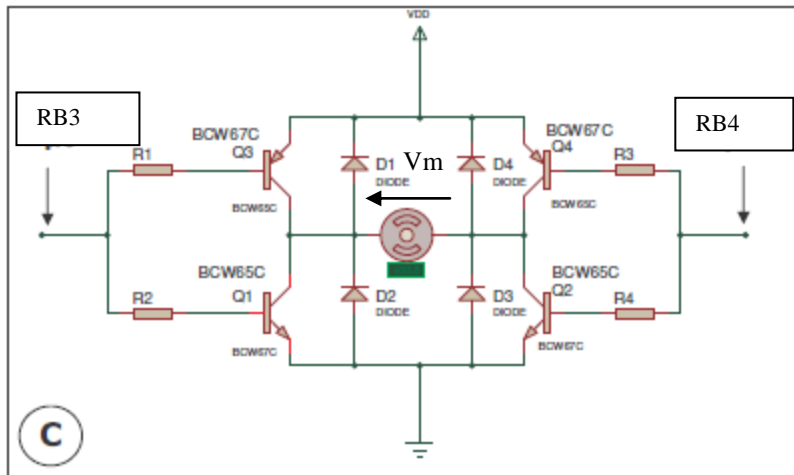 VDD
RB3
RB4
BCW67C
Q3
R1
BCW65C
D1
DIODE
Vm
D4
DIODE
BCW67C
Q4
R3
BCW65C
BCW65C
Q1
R2
BCW67C
D2
DIODE
D3
DIODE
BCW65C
Q2
R4
BCW67C
C